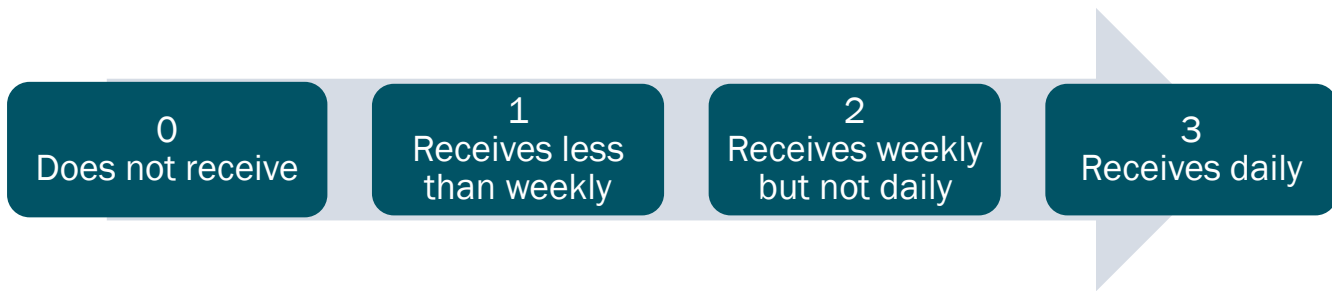 0
Does not receive
1
Receives less
than weekly
2
Receives weekly
but not daily
3
Receives daily